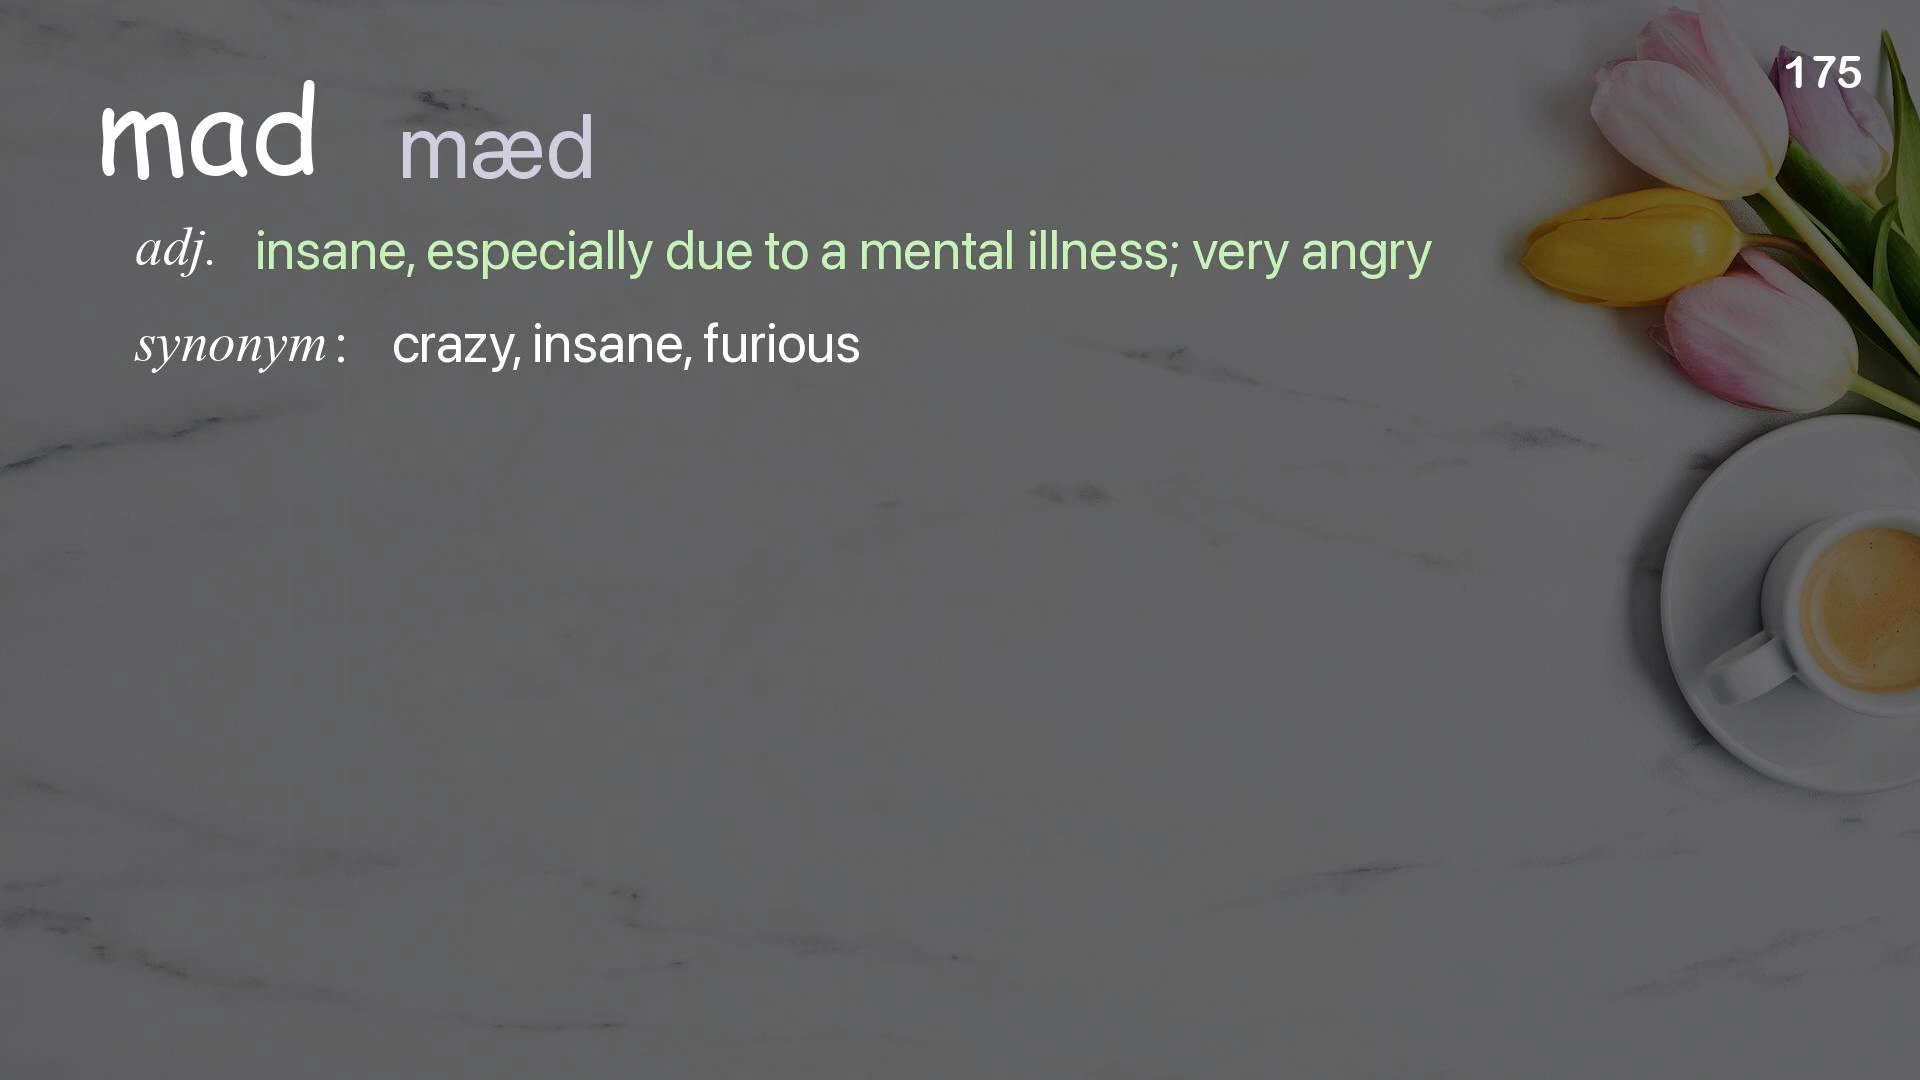 175
mad mæd
adj. insane, especially due to a mental illness; very angry
synonym: crazy, insane, furious